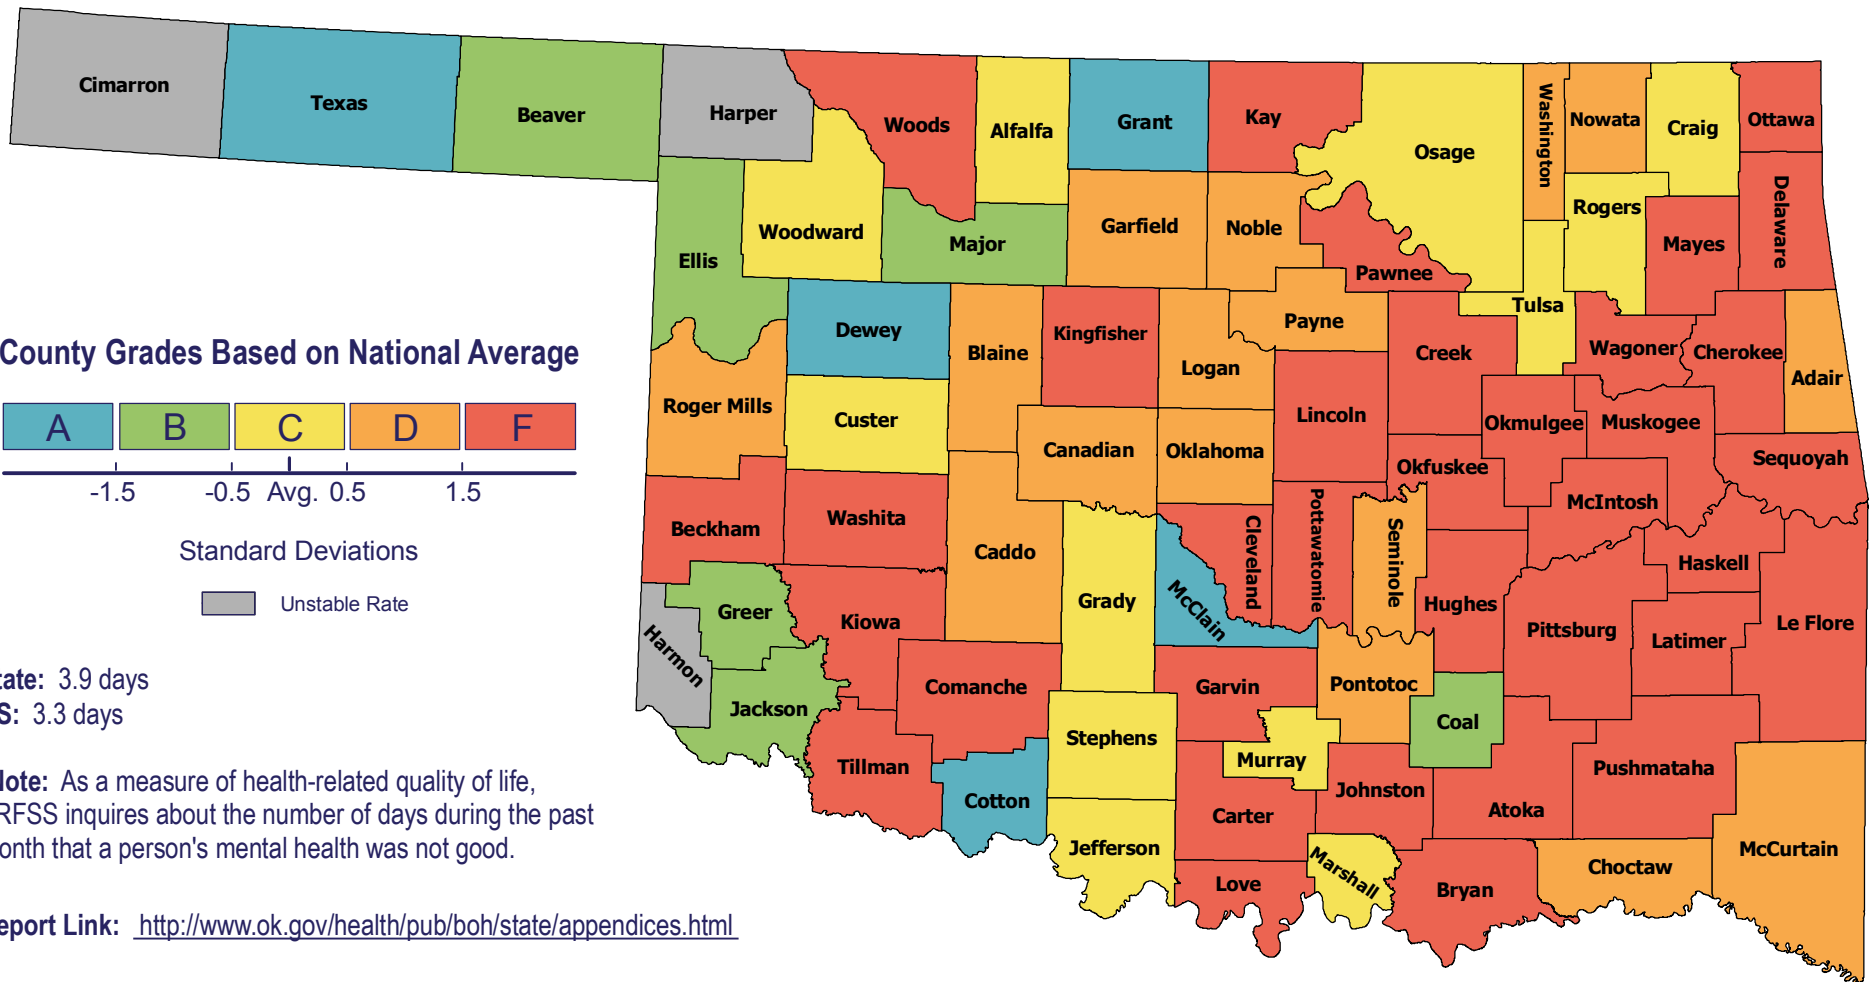 Cimarron
Texas
Beaver
Harper
Woods
Alfalfa
Grant
Kay
Osage
Washington
Nowata
Craig
Ottawa
Delaware
Rogers
Mayes
Ellis
Woodward
Major
Garfield
Noble
Pawnee
Tulsa
Dewey
Blaine
Kingfisher
Logan
Payne
Creek
Wagoner
Cherokee
Adair
Roger Mills
Custer
Canadian
Oklahoma
Lincoln
Okmulgee
Muskogee
Okfuskee
Sequoyah
McIntosh
Beckham
Washita
Caddo
Grady
McClain
Cleveland
Pottawatomie
Seminole
Hughes
Haskell
Pittsburg
Latimer
Le Flore
Harmon
Greer
Kiowa
Jackson
Comanche
Garvin
Pontotoc
Coal
Stephens
Murray
Tillman
Cotton
Carter
Johnston
Atoka
Pushmataha
Jefferson
Love
Marshall
Bryan
Choctaw
McCurtain
County Grades Based on National Average
A B C D F
-1.5 -0.5 Avg. 0.5 1.5
Standard Deviations
Unstable Rate
tate: 3.9 days
S: 3.3 days
lote: As a measure of health-related quality of life,
RFSS inquires about the number of days during the past
onth that a person's mental health was not good.
eport Link: http://www.ok.gov/health/pub/boh/state/appendices.html